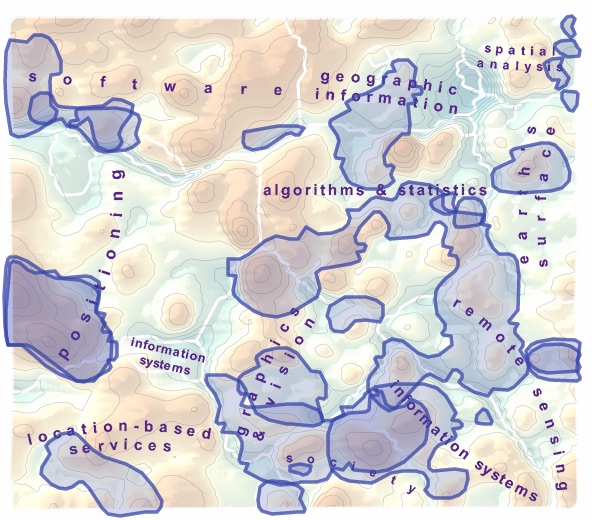 spatial
analysis
software
geographic
information
earth's
surface
algorithms & statistics
positioning
remote sensing
graphics
& vision
information
systems
information systems
location-based
services
society